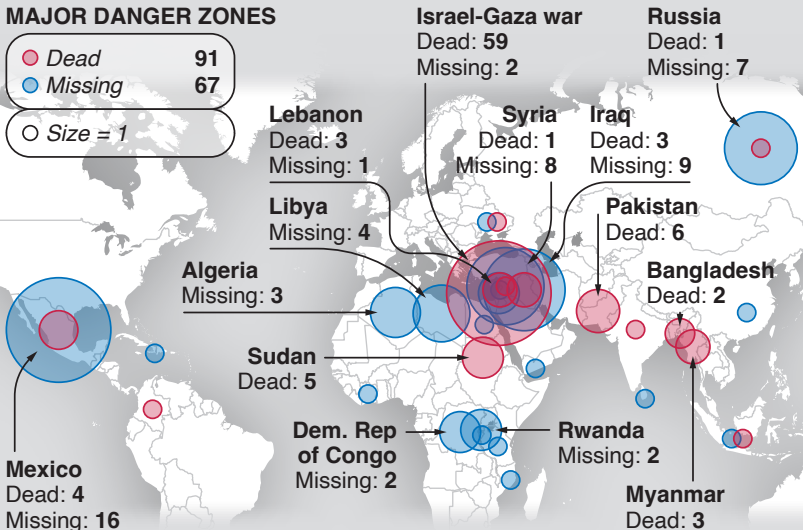 MAJOR DANGER ZONES
Dead 91
Missing 67
Size = 1
Israel-Gaza war
Dead: 59
Missing: 2
Russia
Dead: 1
Missing: 7
Lebanon
Dead: 3
Missing: 1
Syria
Dead: 1
Missing: 8
Iraq
Dead: 3
Missing: 9
Libya
Missing: 4
Pakistan
Dead: 6
Algeria
Missing: 3
Bangladesh
Dead: 2
Sudan
Dead: 5
Dem. Rep
of Congo
Missing: 2
Rwanda
Missing: 2
Mexico
Dead: 4
Missing: 16
Myanmar
Dead: 3